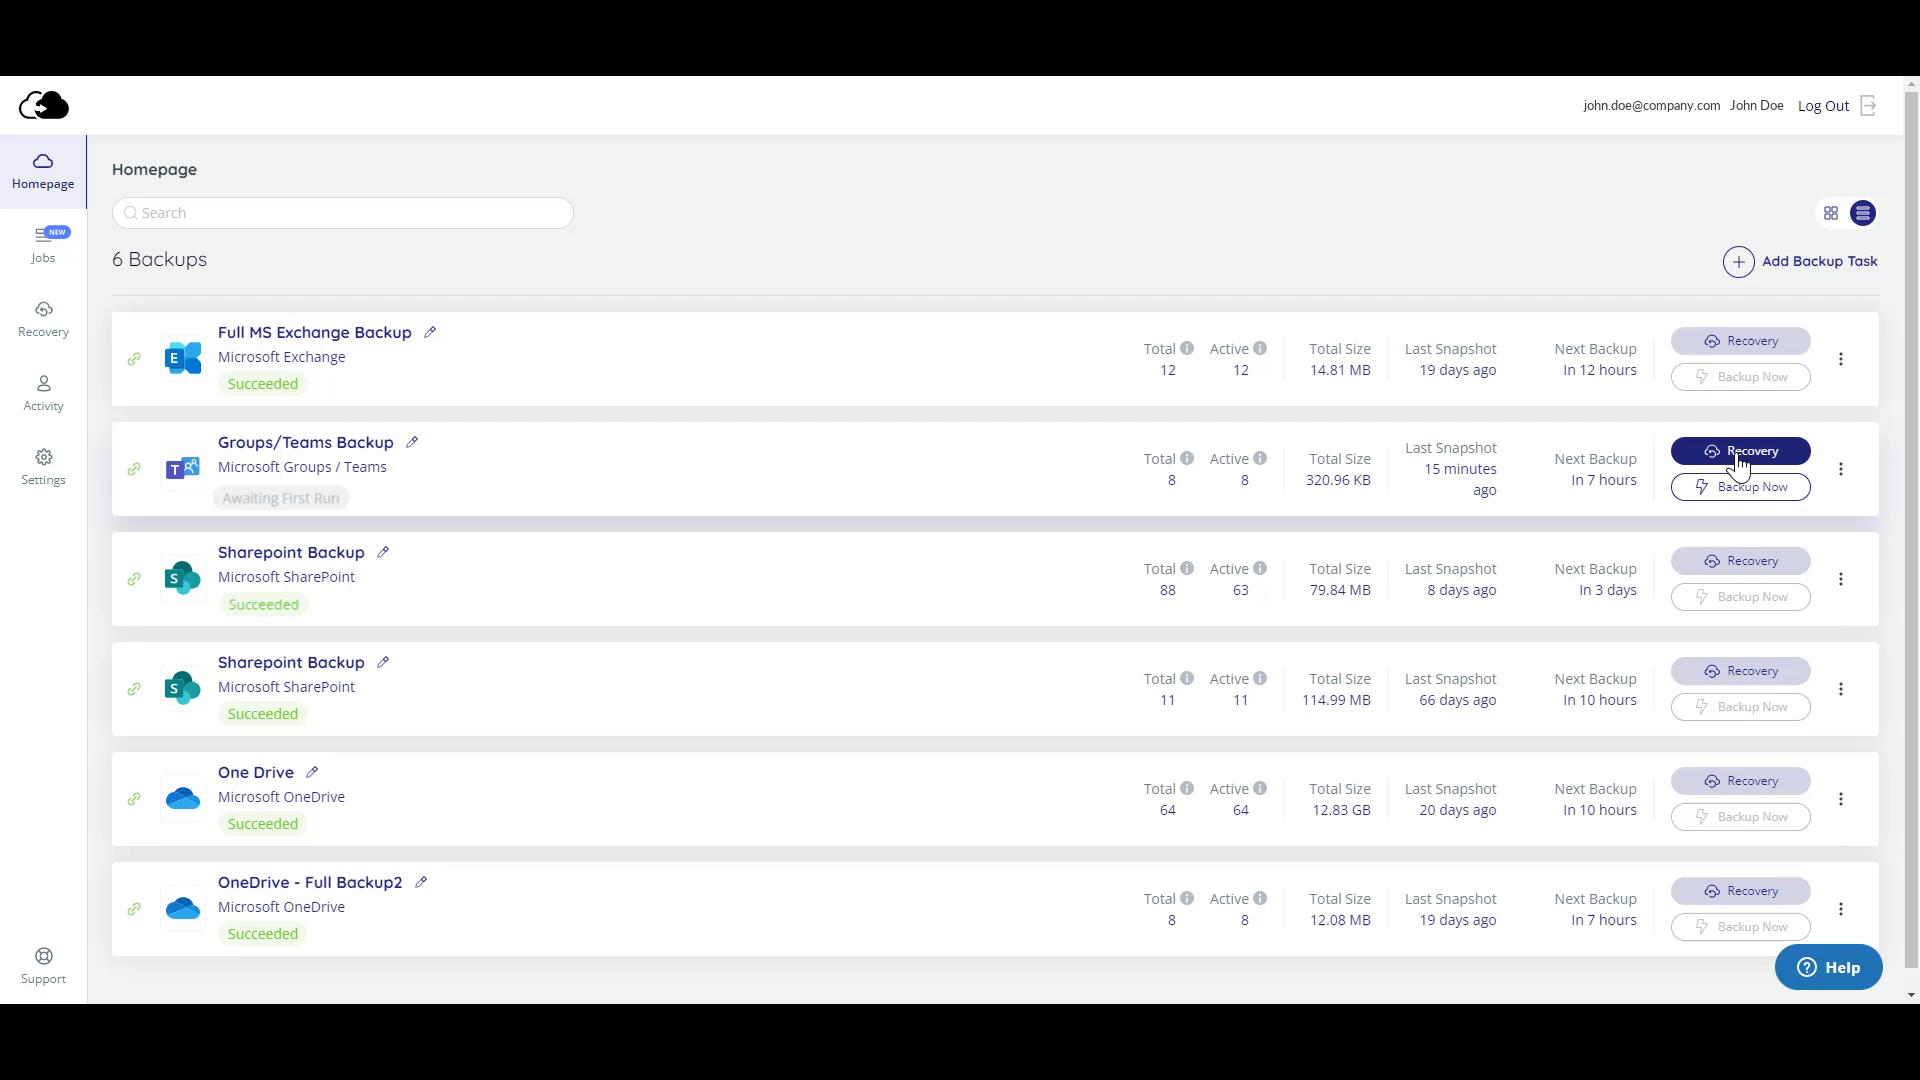 john.doe@company.com John Doe Log Out
Homepage
NEW
Jobs
Recovery
Activity
Settings
Support
Homepage
Search
6 Backups
Add Backup Task
Full MS Exchange Backup
Microsoft Exchange
Succeeded
Total Active Total Size Last Snapshot Next Backup
12 12 14.81 MB 19 days ago In 12 hours
Recovery
Backup Now
Groups/Teams Backup
Microsoft Groups / Teams
Awaiting First Run
Total Active Total Size Last Snapshot Next Backup
8 8 320.96 KB 15 minutes ago In 7 hours
Recovery
Backup Now
Sharepoint Backup
Microsoft SharePoint
Succeeded
Total Active Total Size Last Snapshot Next Backup
88 63 79.84 MB 8 days ago In 3 days
Recovery
Backup Now
Sharepoint Backup
Microsoft SharePoint
Succeeded
Total Active Total Size Last Snapshot Next Backup
11 11 114.99 MB 66 days ago In 10 hours
Recovery
Backup Now
One Drive
Microsoft OneDrive
Succeeded
Total Active Total Size Last Snapshot Next Backup
64 64 12.83 GB 20 days ago In 10 hours
Recovery
Backup Now
OneDrive - Full Backup2
Microsoft OneDrive
Succeeded
Total Active Total Size Last Snapshot Next Backup
8 8 12.08 MB 19 days ago In 7 hours
Recovery
Backup Now
Help